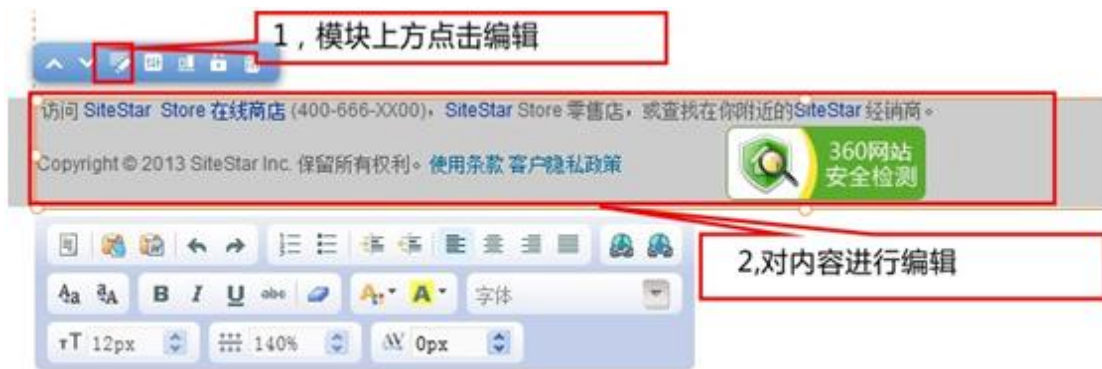 1，模块上方点击编辑
访问 SiteStar Store 在线商店 (400-666-XX00)，SiteStar Store 零售店，或查找在你附近的SiteStar 经销商。
Copyright © 2013 SiteStar Inc. 保留所有权利。使用条款 客户隐私政策
360网站
安全检测
2,对内容进行编辑
Aa aA B I U abc A A 字体
TT 12px 140% AV 0px